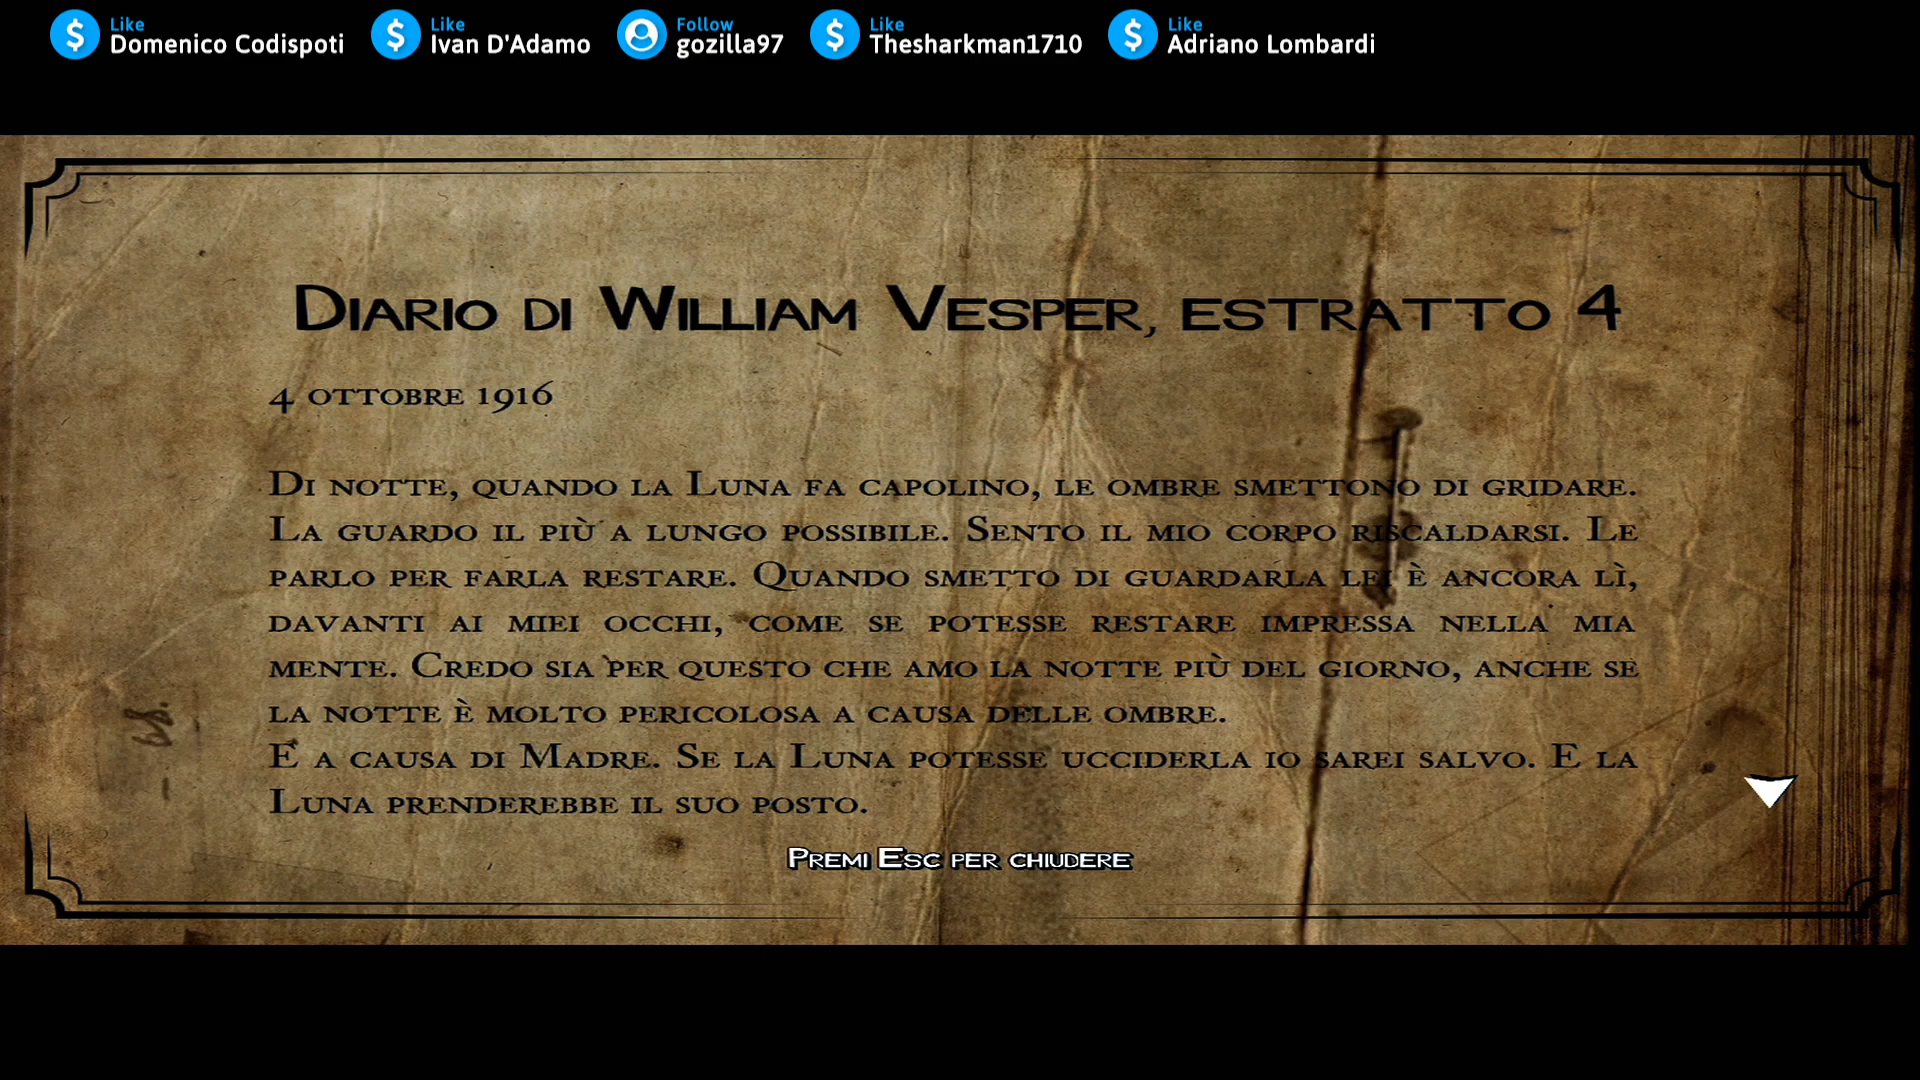 Like
Domenico Codispoti
Like
Ivan D'Adamo
Follow
gozilla97
Like
Thesharkman1710
Like
Adriano Lombardi
Diario di William Vesper, estratto 4
4 ottobre 1916
Di notte, quando la Luna fa capolino, le ombre smettono di gridare.
La guardo il più a lungo possibile. Sento il mio corpo riscaldarsi. Le
parlo per farla restare. Quando smetto di guardarla lei è ancora lì,
davanti ai miei occhi, come se potesse restare impressa nella mia
mente. Credo sia per questo che amo la notte più del giorno, anche se
la notte è molto pericolosa a causa delle ombre.
E a causa di Madre. Se la Luna potesse ucciderla io sarei salvo. E la
Luna prenderebbe il suo posto.
Premi Esc per chiudere